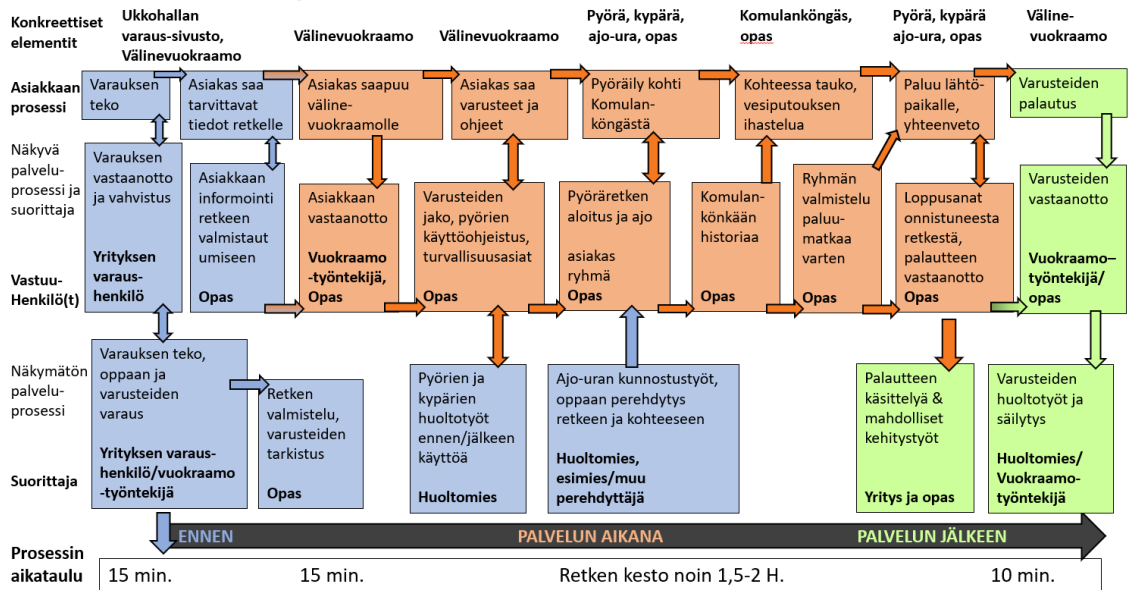 Konkreettiset
elementit
Ukkohallan
varaus-sivusto,
Välinevuokraamo
Välinevuokraamo
Välinevuokraamo
Pyörä, kypärä,
ajo-ura, opas
Komulanköngäs,
opas
Pyörä, kypärä
ajo-ura, opas
Väline-
vuokraamo
Asiakkaan
prosessi
Varauksen
teko
Asiakas saa
tarvittavat
tiedot retkelle
Asiakas saapuu
väline-
vuokraamolle
Asiakas saa
varusteet ja
ohjeet
Pyöräily kohti
Komulan-
köngästä
Kohteessa tauko,
vesiputouksen
ihastelua
Paluu lähtö-
paikalle,
yhteenveto
Varusteiden
palautus
Näkyvä
palvelu-
prosessi ja
suorittaja
Vastuu-
Henkilö(t)
Varauksen
vastaanotto
ja vahvistus
Yrityksen
varaus-
henkilö
Asiakkaan
informointi
retkeen
valmistaut
umiseen
Opas
Asiakkaan
vastaanotto
Vuokraamo
-työntekijä,
Opas
Varusteiden
jako, pyörien
käyttöohjeistus,
turvallisuusasiat
Opas
Pyöräretken
aloitus ja ajo
asiakas
ryhmä
Opas
Komulan-
könkään
historiaa
Opas
Ryhmän
valmistelu
paluu-
matkaa
varten
Opas
Loppusanat
onnistuneesta
retkestä,
palautteen
vastaanotto
Opas
Varusteiden
vastaanotto
Vuokraamo–
työntekijä/
opas
Näkymätön
palvelu-
prosessi
Suorittaja
Varauksen teko,
oppaan ja
varusteiden
varaus
Yrityksen varaus-
henkilö/vuokraamo
-työntekijä
Retken
valmistelu,
varusteiden
tarkistus
Opas
Pyörien ja
kypärien
huoltotyöt
ennen/jälkeen
käyttöä
Huoltomies
Ajo-uran kunnostustyöt,
oppaan perehdytys
retkeen ja kohteeseen
Huoltomies,
esimies/muu
perehdyttäjä
Palautteen
käsittelyä &
mahdolliset
kehitystyöt
Yritys ja opas
Varusteiden
huoltotyöt ja
säilytys
Huoltomies/
Vuokraamo-
työntekijä
ENNEN
PALVELUN AIKANA
PALVELUN JÄLKEEN
Prosessin
aikataulu
15 min.
15 min.
Retken kesto noin 1,5-2 H.
10 min.